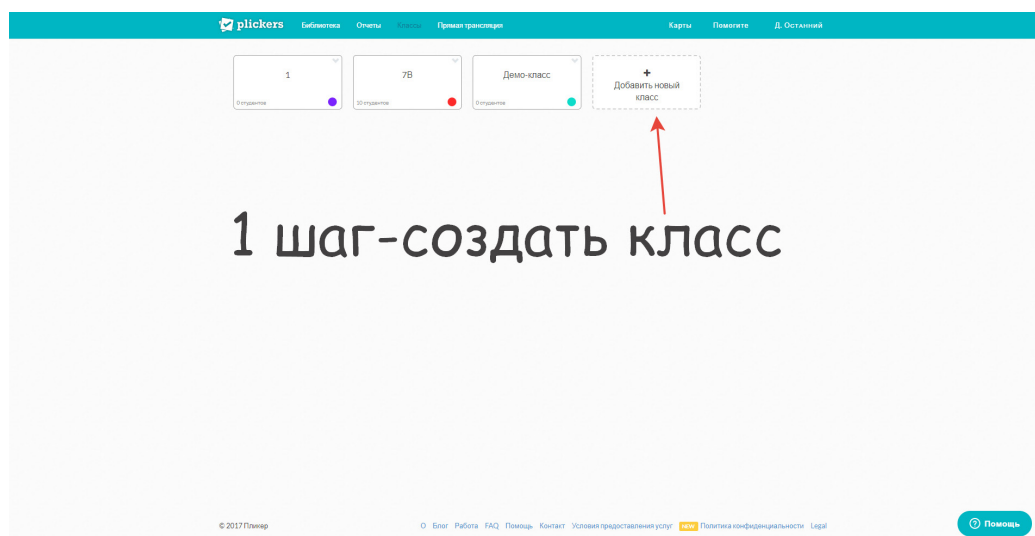 plickers Библиотека Отчеты Классы Прямая трансляция Карты Помогите Д. Останний
1 7В Демо-класс +
Добавить новый
класс
0 студентов 10 студентов 0 студентов
1 шаг-создать класс
© 2017 Пликер О Блог Работа FAQ Помощь Контакт Условия предоставления услуг NEW Политика конфиденциальности Legal
? Помощь